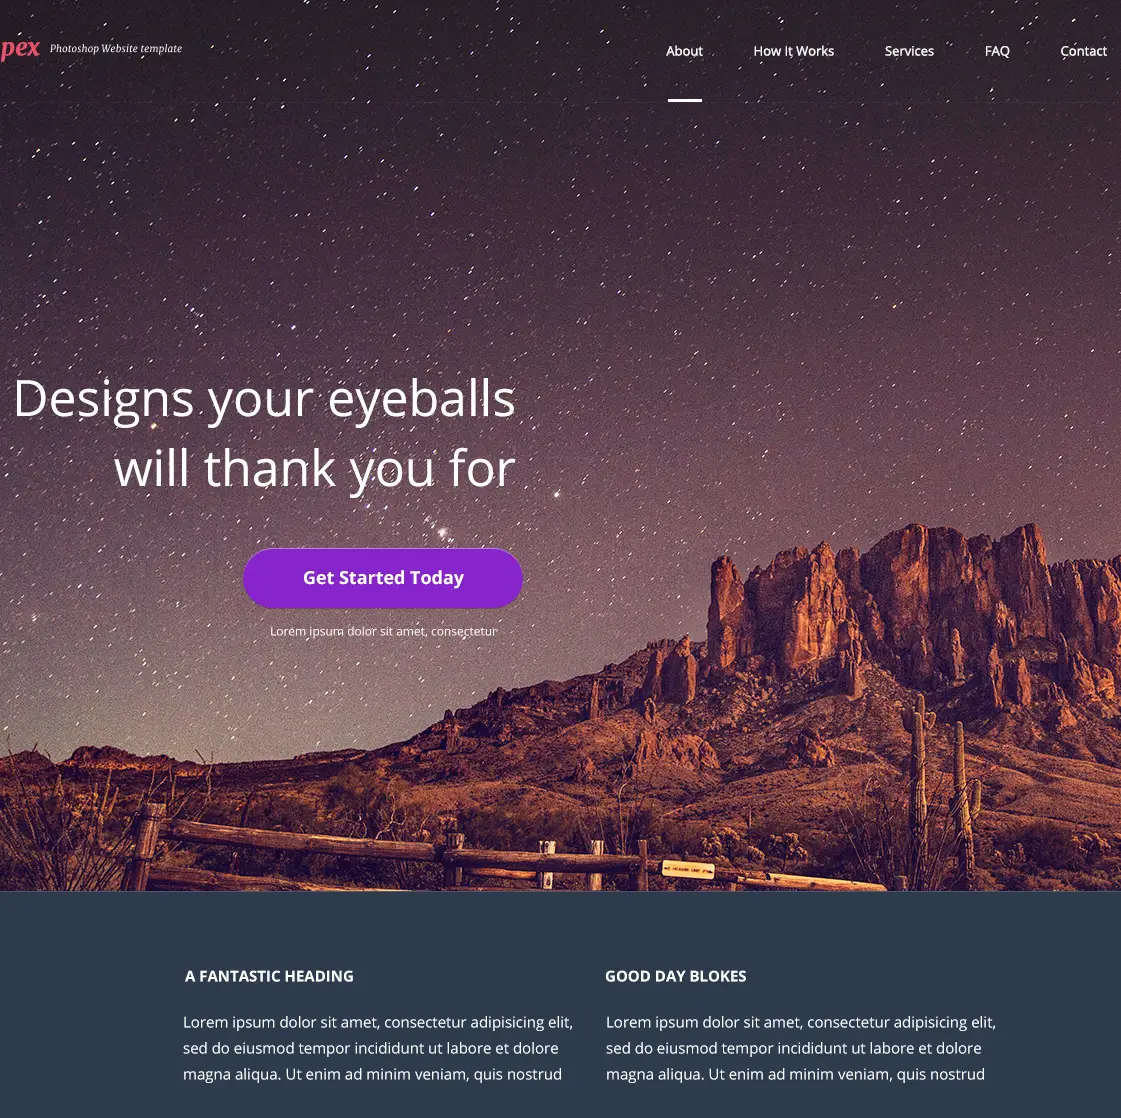 pex Photoshop Website template
About How It Works Services FAQ Contact
Designs your eyeballs
will thank you for
Get Started Today
Lorem ipsum dolor sit amet, consectetur
A FANTASTIC HEADING
Lorem ipsum dolor sit amet, consectetur adipisicing elit,
sed do eiusmod tempor incididunt ut labore et dolore
magna aliqua. Ut enim ad minim veniam, quis nostrud
GOOD DAY BLOKES
Lorem ipsum dolor sit amet, consectetur adipisicing elit,
sed do eiusmod tempor incididunt ut labore et dolore
magna aliqua. Ut enim ad minim veniam, quis nostrud